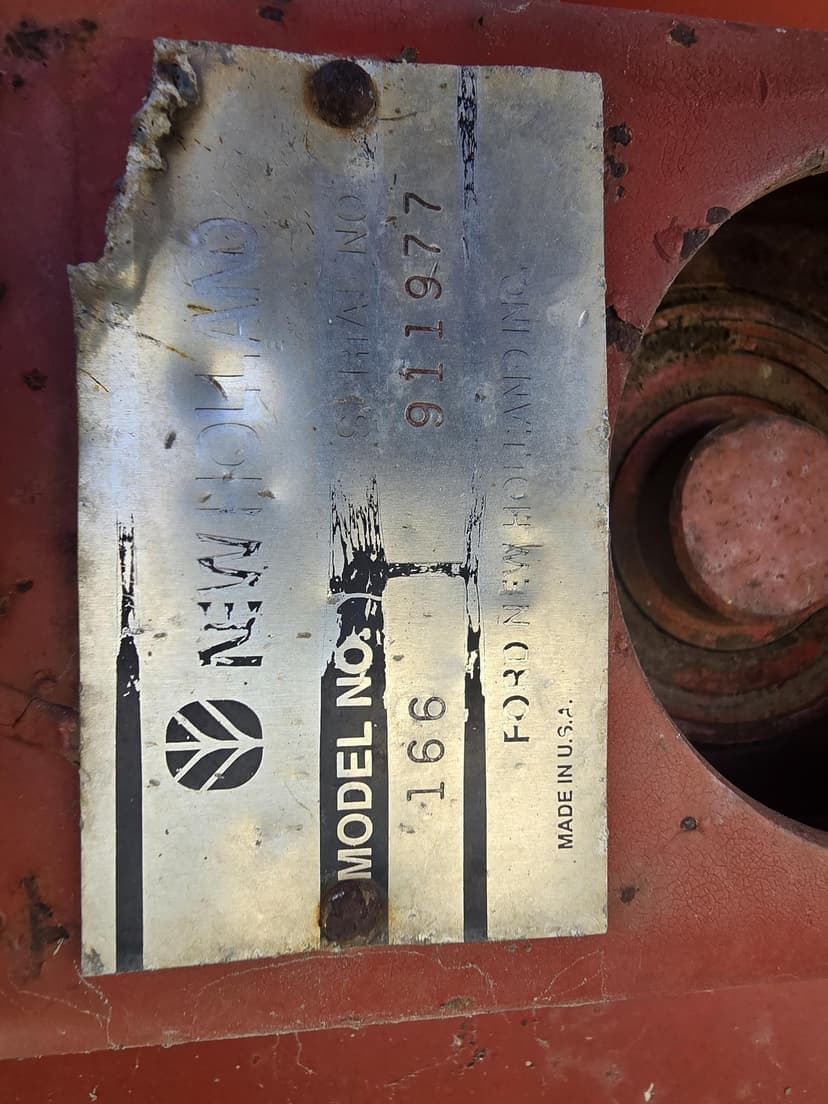 NEW HOLLAND
MODEL NO. SERIAL NO.
166 911977
FORD NEW HOLLAND INC.
MADE IN U.S.A.